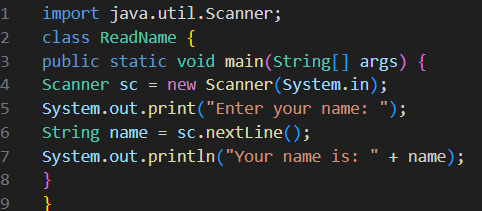 1 import java.util.Scanner;
2 class ReadName {
3 public static void main(String[] args) {
4 Scanner sc = new Scanner(System.in);
5 System.out.print("Enter your name: ");
6 String name = sc.nextLine();
7 System.out.println("Your name is: " + name);
8 }
9 }